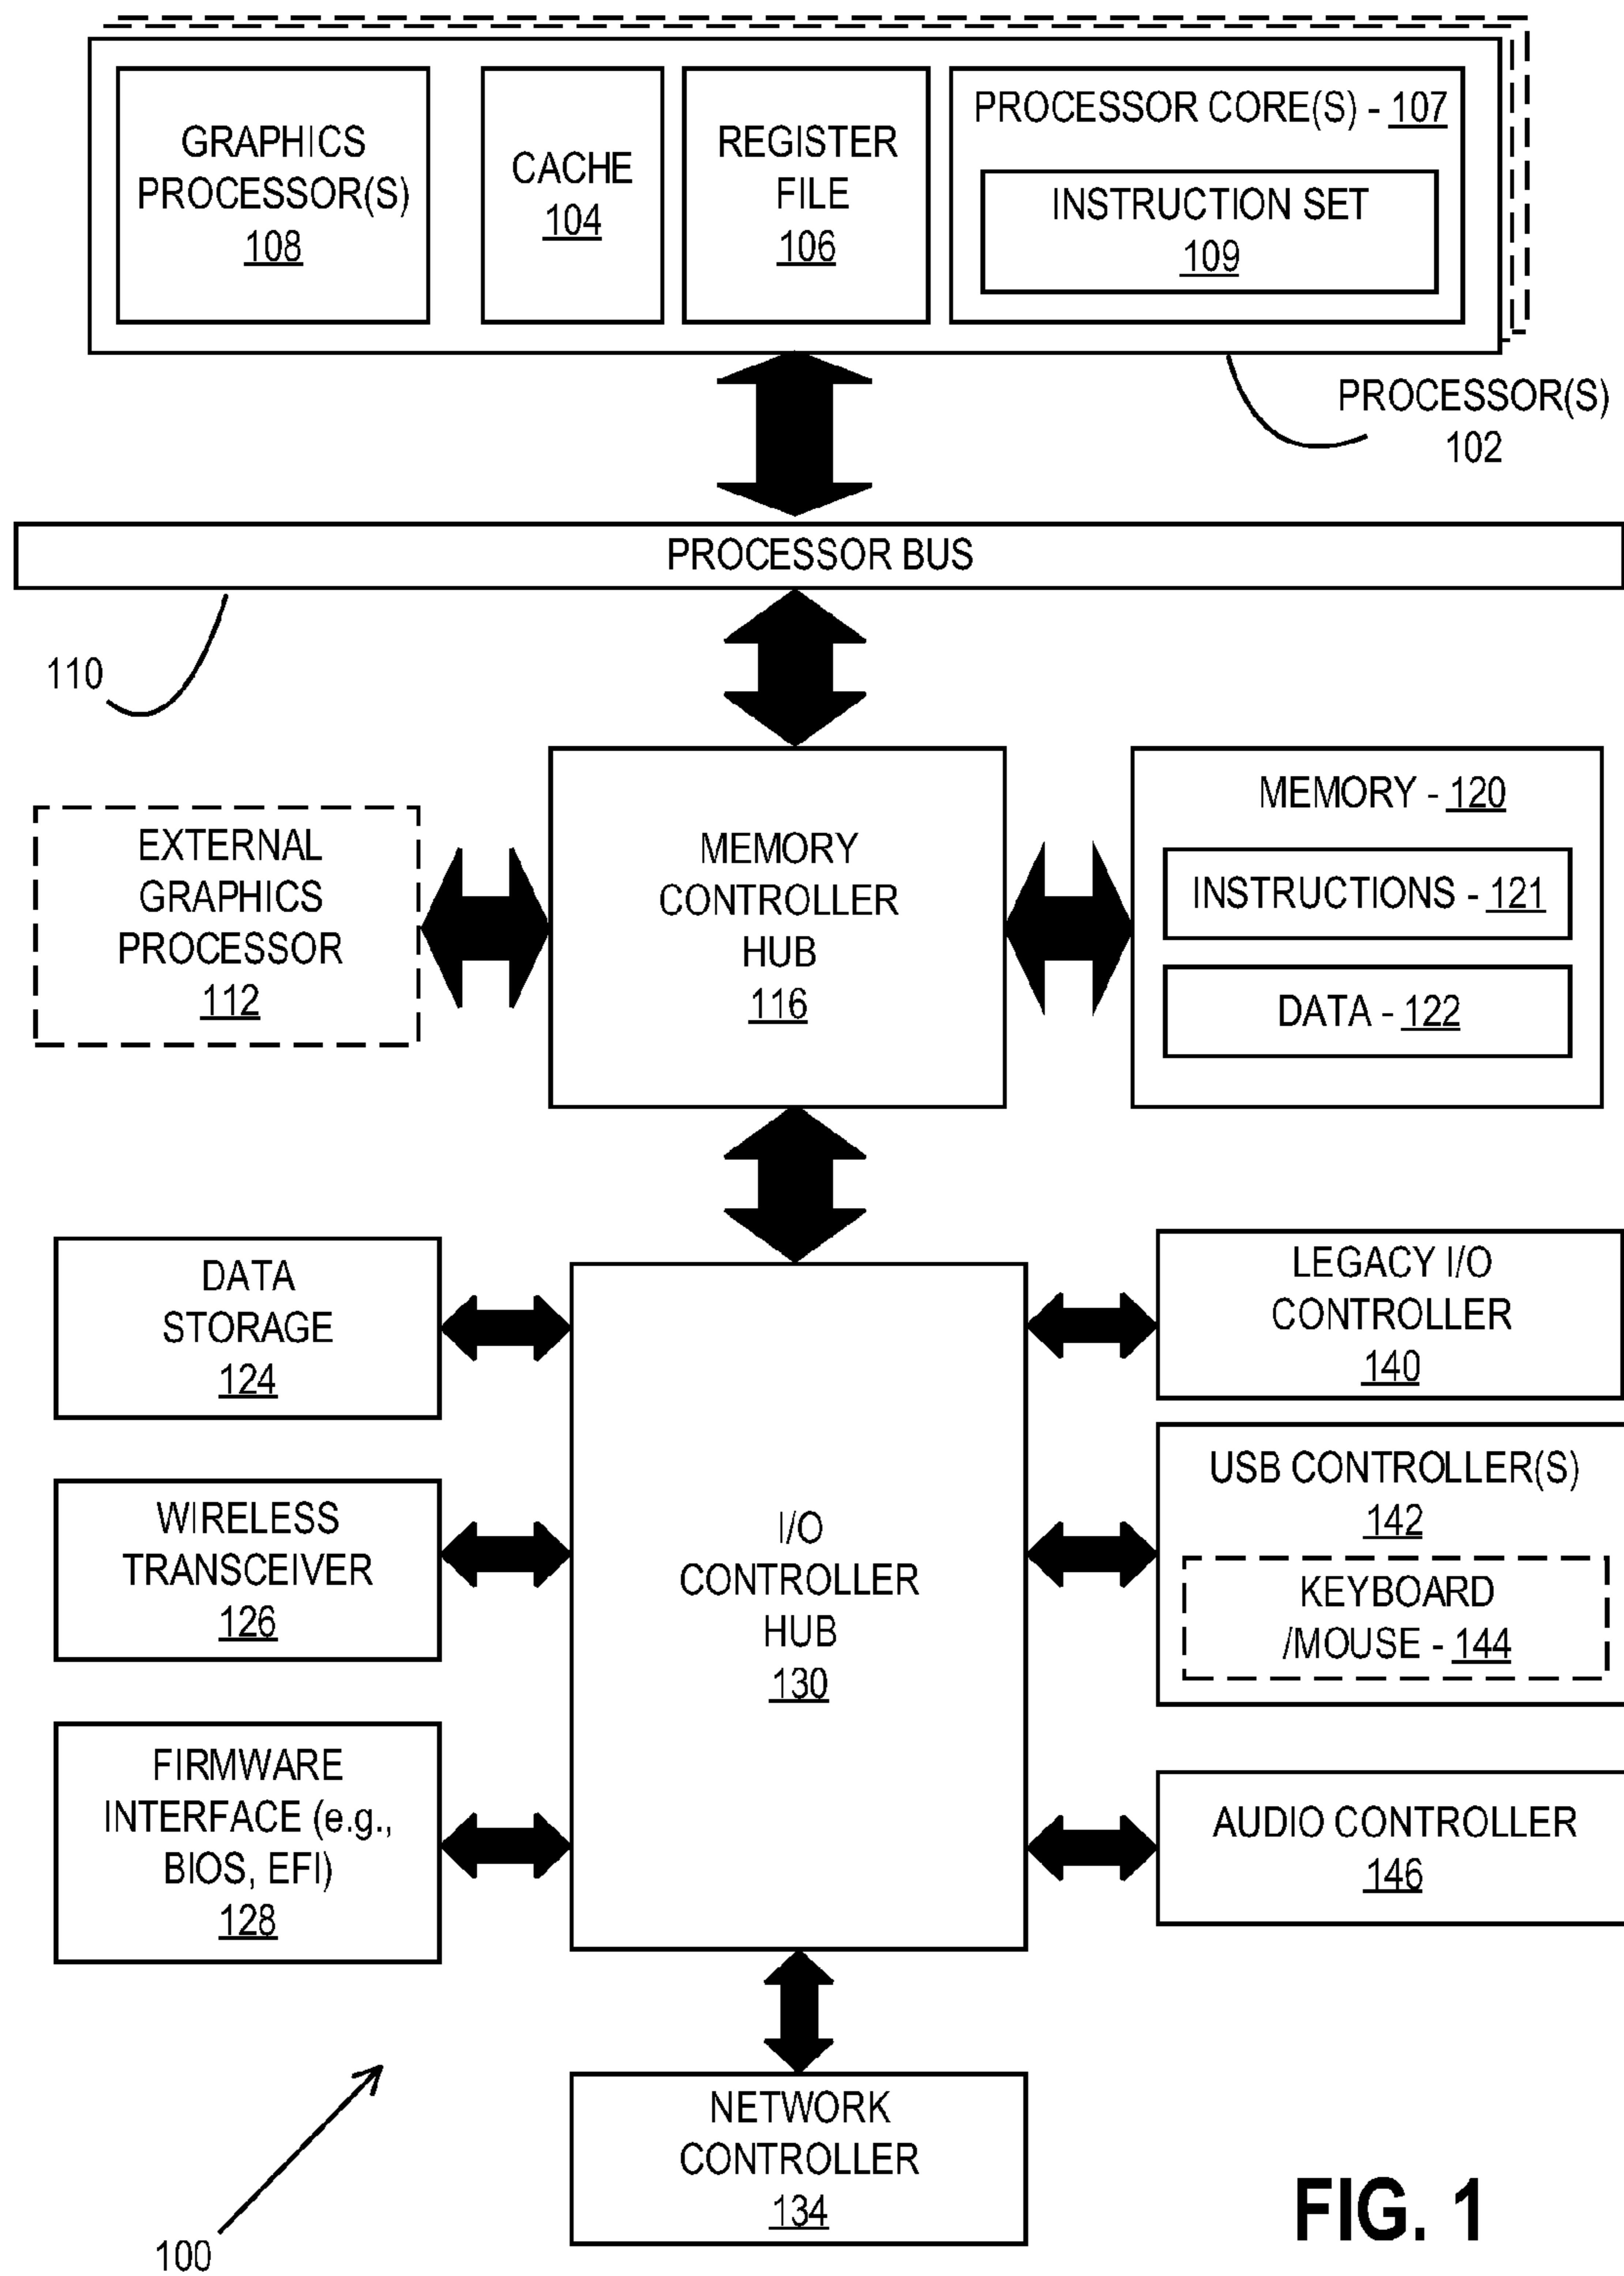 GRAPHICS
PROCESSOR(S)
108
CACHE
104
REGISTER
FILE
106
PROCESSOR CORE(S) - 107
INSTRUCTION SET
109
PROCESSOR(S)
102
PROCESSOR BUS
110
EXTERNAL
GRAPHICS
PROCESSOR
112
MEMORY
CONTROLLER
HUB
116
MEMORY - 120
INSTRUCTIONS - 121
DATA - 122
DATA
STORAGE
124
WIRELESS
TRANSCEIVER
126
FIRMWARE
INTERFACE (e.g.,
BIOS, EFI)
128
I/O
CONTROLLER
HUB
130
LEGACY I/O
CONTROLLER
140
USB CONTROLLER(S)
142
KEYBOARD
/MOUSE - 144
AUDIO CONTROLLER
146
NETWORK
CONTROLLER
134
100
FIG. 1